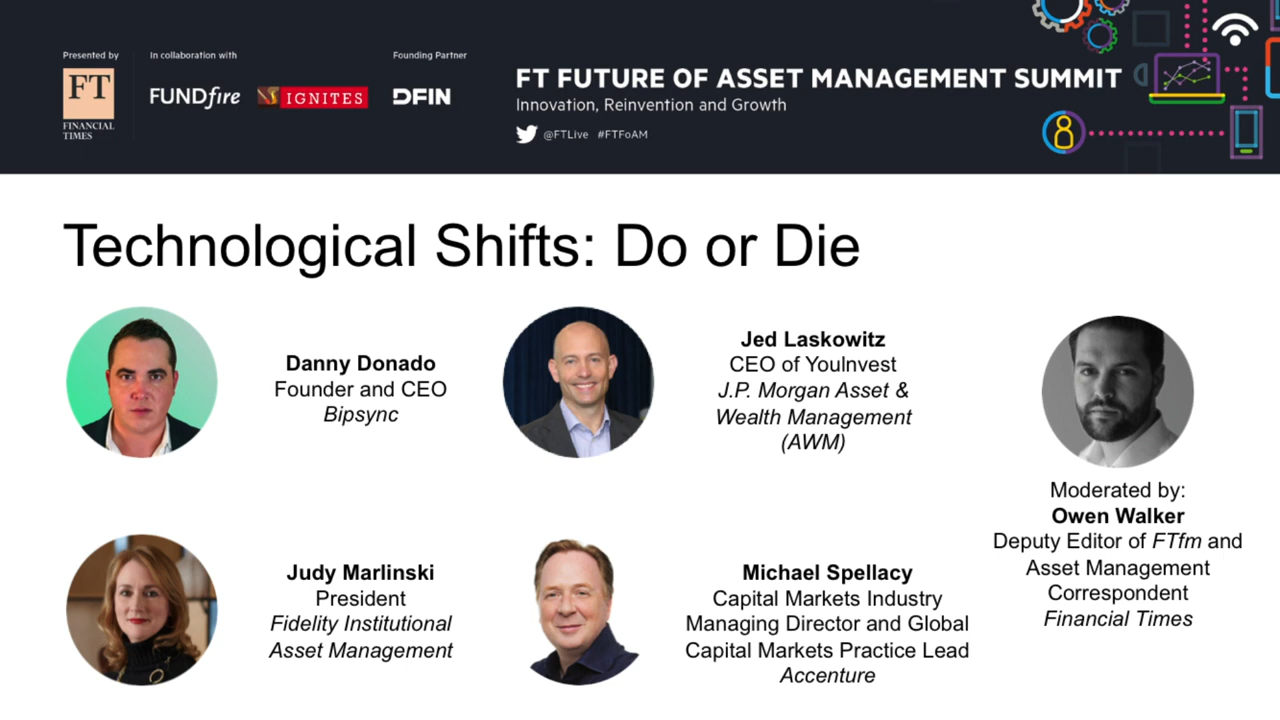 Presented by
In collaboration with
Founding Partner
FT
FINANCIAL
TIMES
FUNDfire
IGNITES
DFIN
FT FUTURE OF ASSET MANAGEMENT SUMMIT
Innovation, Reinvention and Growth
@FTLive #FTFoAM
Technological Shifts: Do or Die
Danny Donado
Founder and CEO
Bipsync
Jed Laskowitz
CEO of YouInvest
J.P. Morgan Asset &
Wealth Management
(AWM)
Judy Marlinski
President
Fidelity Institutional
Asset Management
Michael Spellacy
Capital Markets Industry
Managing Director and Global
Capital Markets Practice Lead
Accenture
Moderated by:
Owen Walker
Deputy Editor of FTfm and
Asset Management
Correspondent
Financial Times